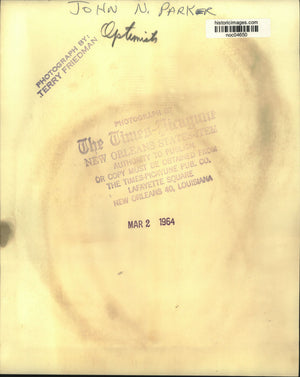 JOHN N. PARKER
Optimists
historicimages.com
noc04650
PHOTOGRAPH BY:
JERRY FRIEDMAN
PHOTOGRAPH
The Times-Picayune
NEW ORLEANS STATES-ITEM
AUTHORITY TO PUBLISH
OR COPY MUST BE OBTAINED FROM
THE TIMES-PICAYUNE PUB. CO.
LAFAYETTE SQUARE
NEW ORLEANS 40, LOUISIANA
MAR 2 1964